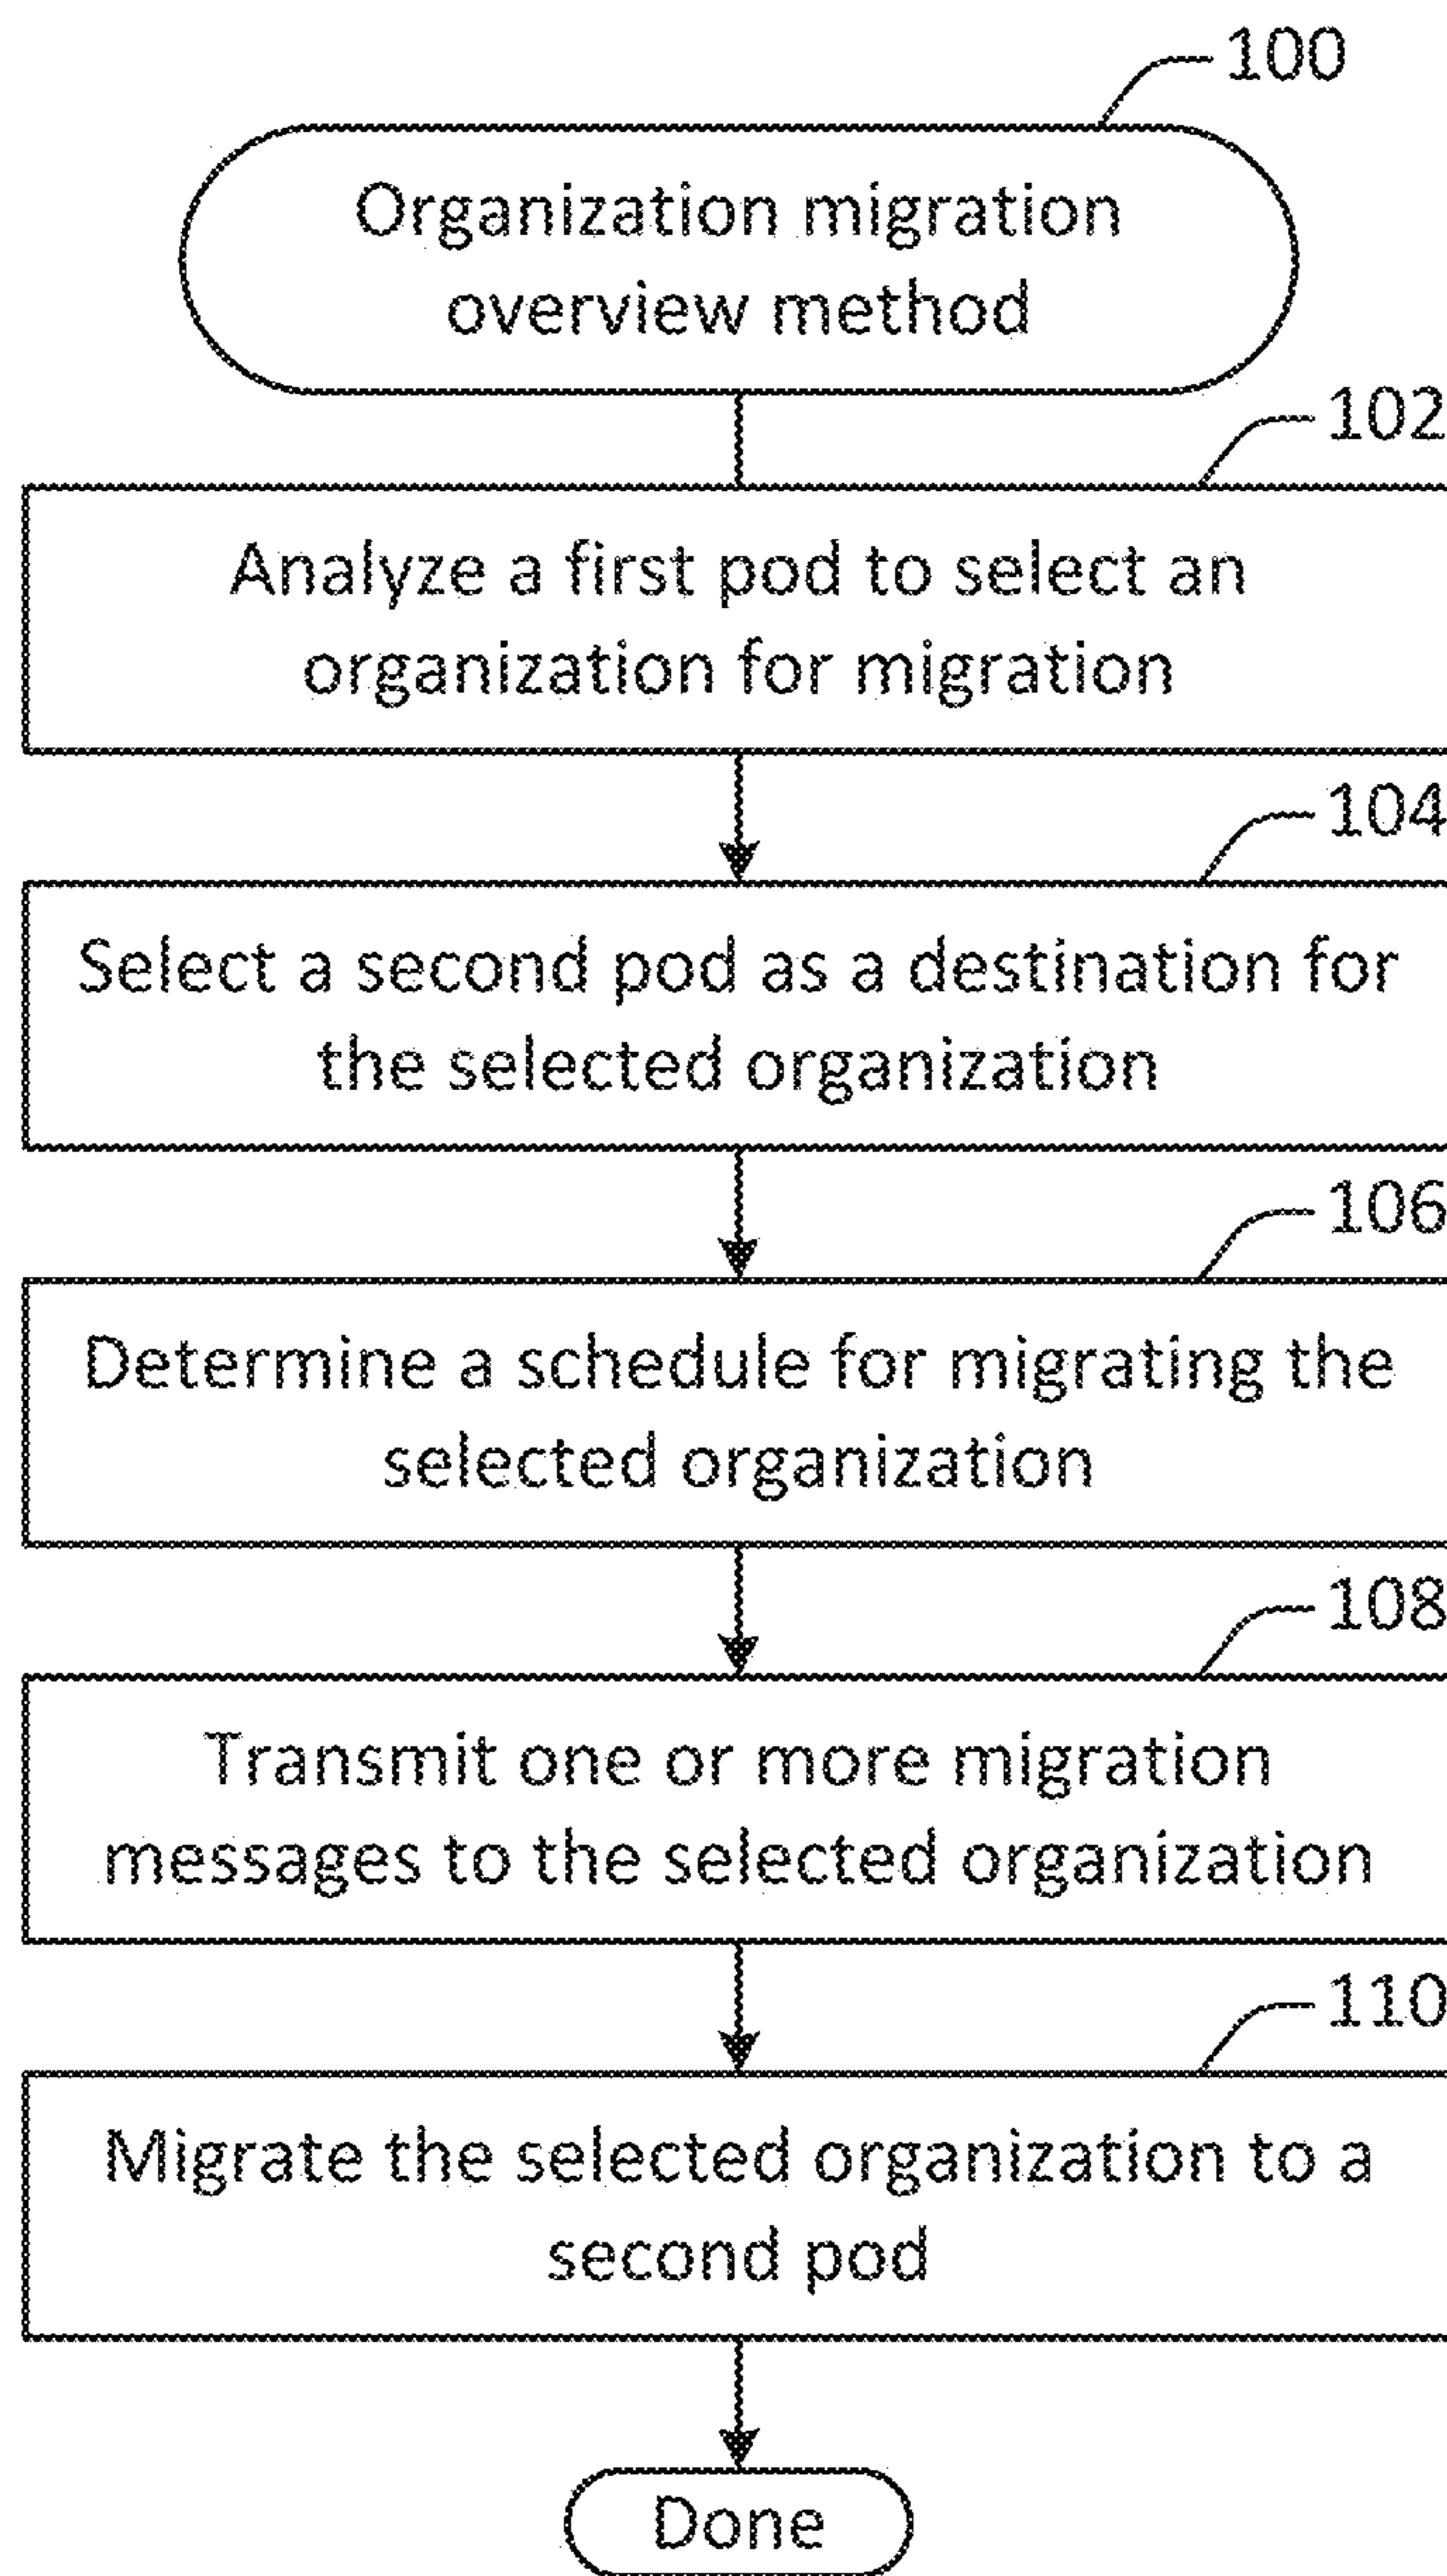 100
Organization migration
overview method
102
Analyze a first pod to select an
organization for migration
104
Select a second pod as a destination for
the selected organization
106
Determine a schedule for migrating the
selected organization
108
Transmit one or more migration
messages to the selected organization
110
Migrate the selected organization to a
second pod
Done